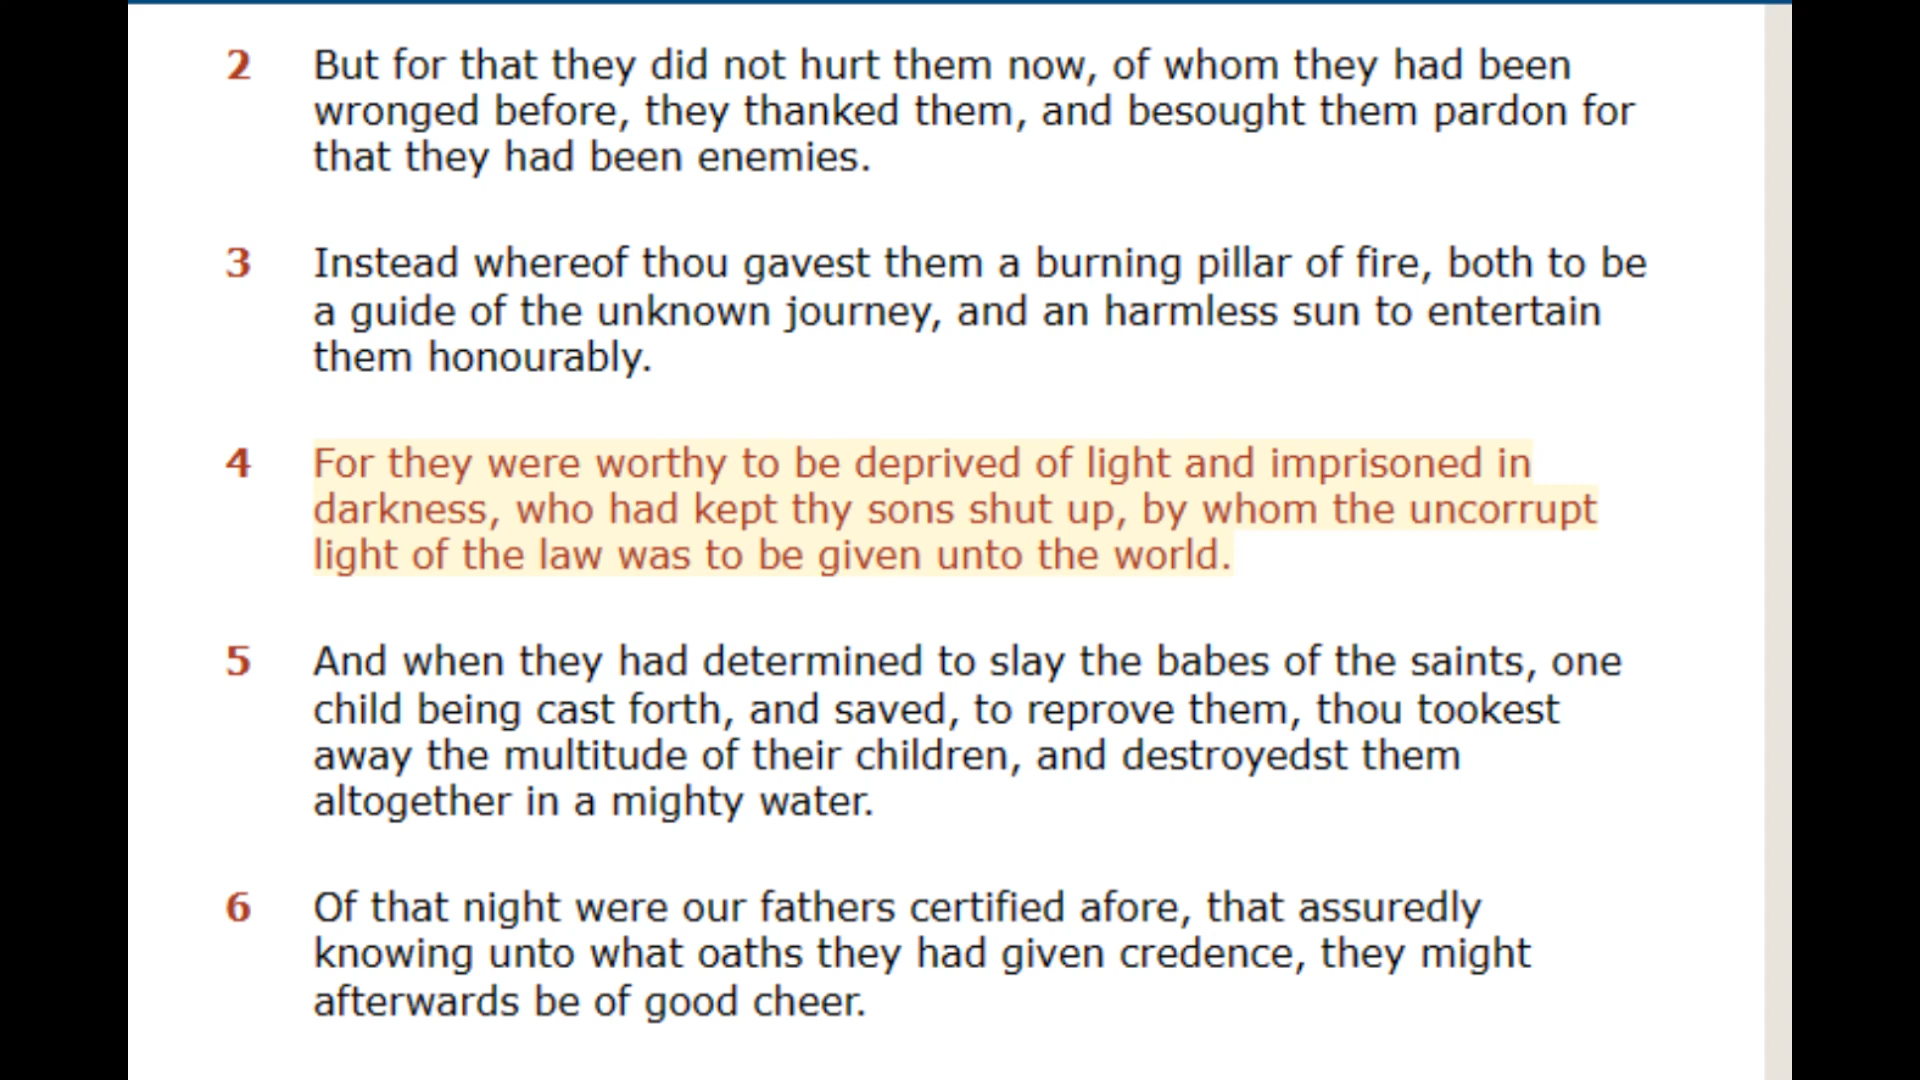 2 But for that they did not hurt them now, of whom they had been
wronged before, they thanked them, and besought them pardon for
that they had been enemies.
3 Instead whereof thou gavest them a burning pillar of fire, both to be
a guide of the unknown journey, and an harmless sun to entertain
them honourably.
4 For they were worthy to be deprived of light and imprisoned in
darkness, who had kept thy sons shut up, by whom the uncorrupt
light of the law was to be given unto the world.
5 And when they had determined to slay the babes of the saints, one
child being cast forth, and saved, to reprove them, thou tookest
away the multitude of their children, and destroyedst them
altogether in a mighty water.
6 Of that night were our fathers certified afore, that assuredly
knowing unto what oaths they had given credence, they might
afterwards be of good cheer.